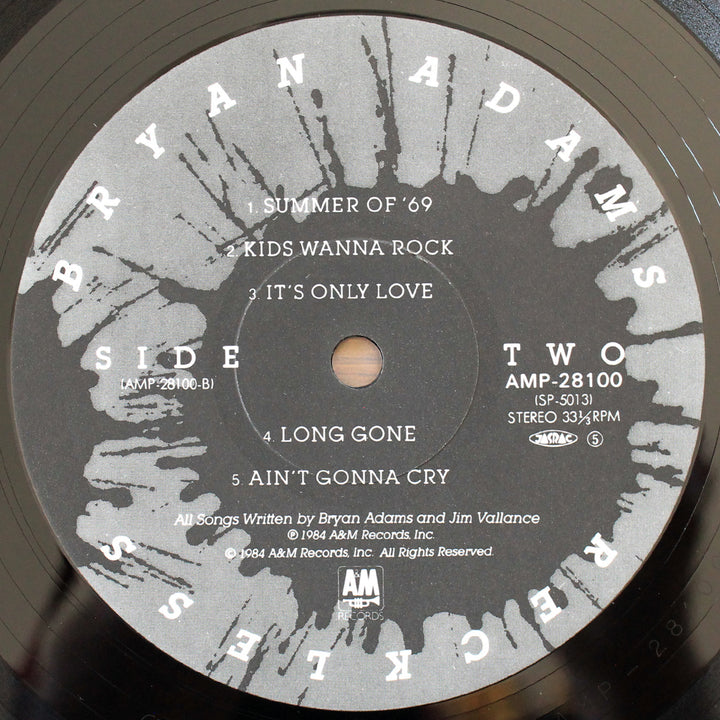 BRYAN ADAMS
1. SUMMER OF '69
2. KIDS WANNA ROCK
3. IT'S ONLY LOVE
SIDE TWO
(AMP-28100-B)
AMP-28100
(SP-5013)
STEREO 33⅓RPM
JASRAC ⑤
4. LONG GONE
5. AIN'T GONNA CRY
All Songs Written by Bryan Adams and Jim Vallance
℗ 1984 A&M Records, Inc.
© 1984 A&M Records, Inc. All Rights Reserved.
A&M
RECORDS
RECKLESS